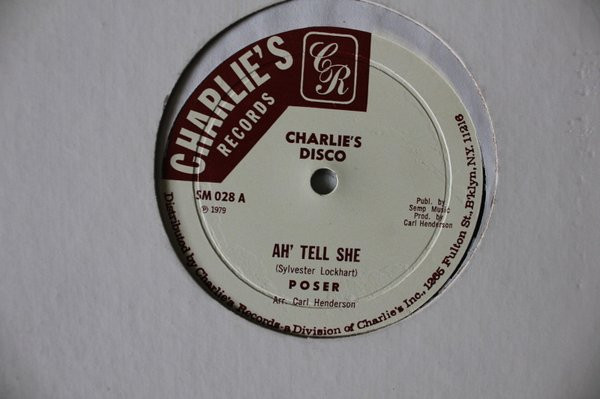 CHARLIE'S
RECORDS
CR
CHARLIE'S
DISCO
SM 028 A
℗ 1979
Publ. by
Semp Music
Prod. by
Carl Henderson
AH' TELL SHE
(Sylvester Lockhart)
POSER
Arr. Carl Henderson
Distributed by Charlie's Records-a Division of Charlie's Inc., 1265 Fulton St., B'klyn, N.Y. 11216